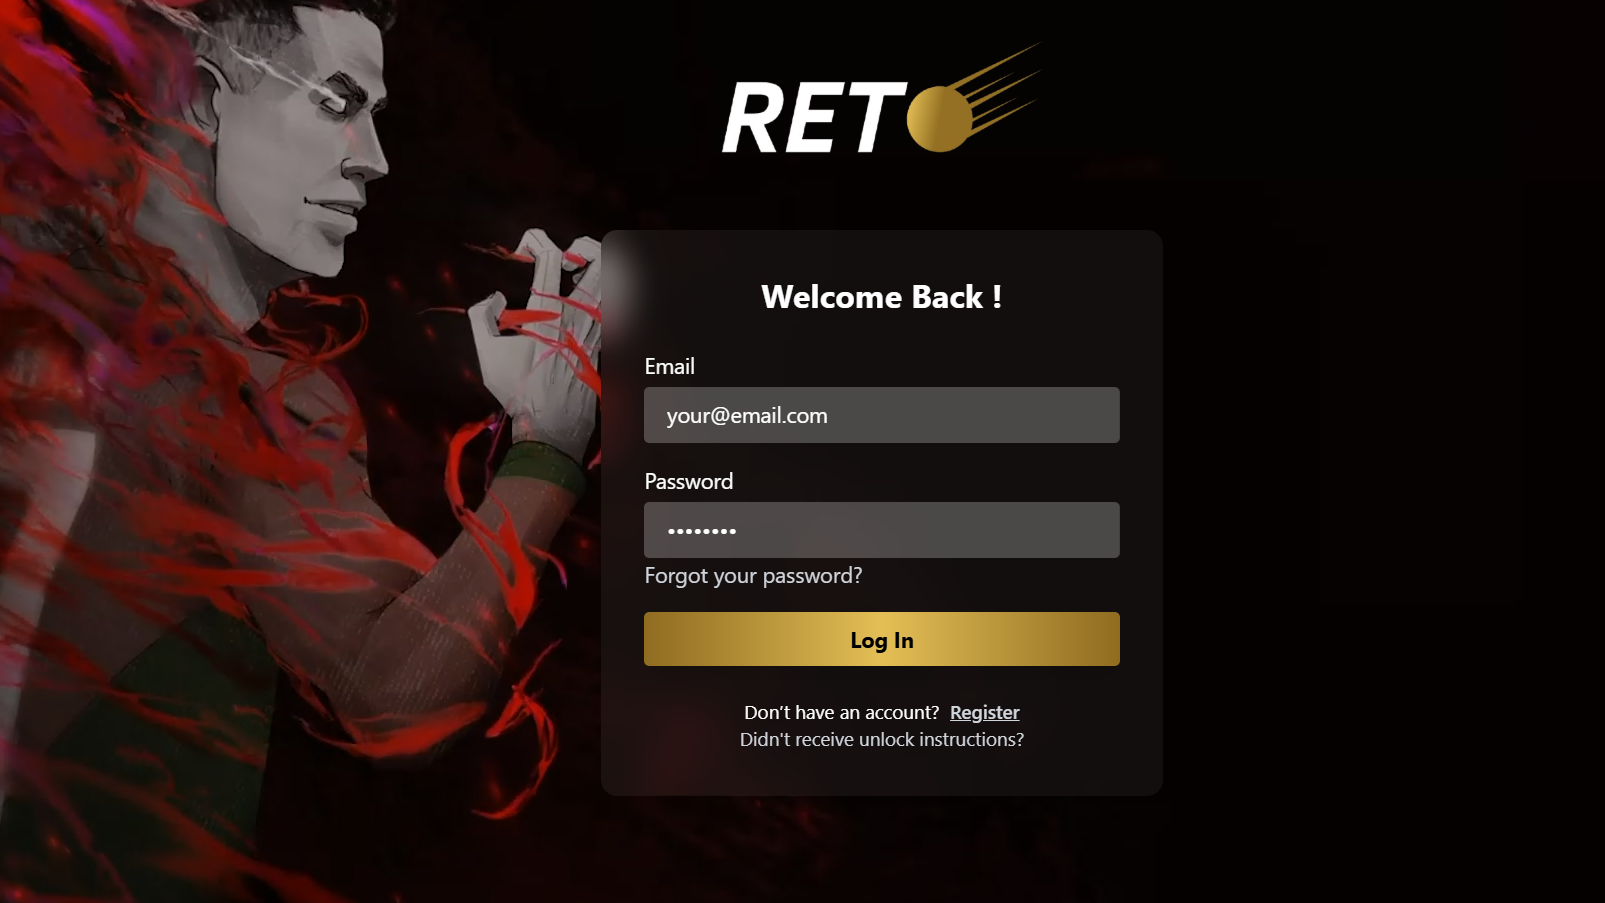 RETO
Welcome Back !
Email
your@email.com
Password
••••••••
Forgot your password?
Log In
Don’t have an account? Register
Didn't receive unlock instructions?